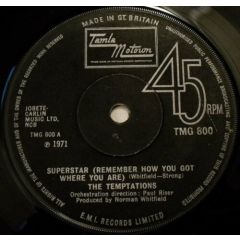 MADE IN GT. BRITAIN
Tamla
Motown
45
RPM
JOBETE-
CARLIN
MUSIC LTD.
NCB
TMG 800 A
℗ 1971
TMG 800
SUPERSTAR (REMEMBER HOW YOU GOT
WHERE YOU ARE) (Whitfield—Strong)
THE TEMPTATIONS
Orchestration direction: Paul Riser
Produced by Norman Whitfield
E.M.I. RECORDS LIMITED